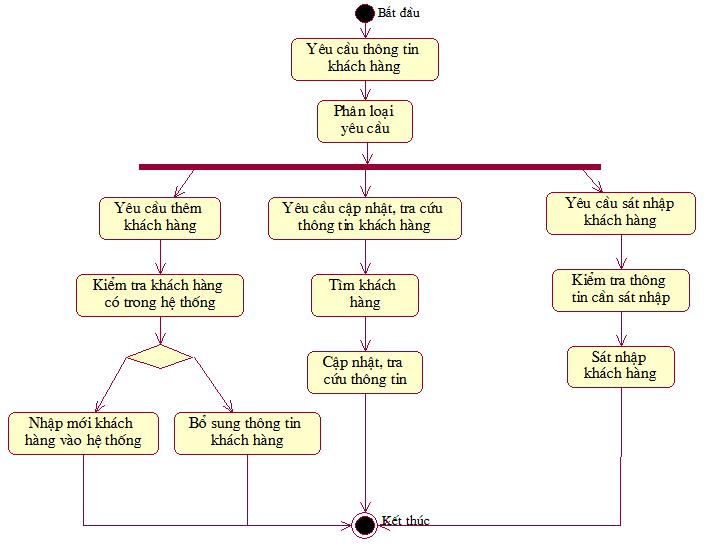 Bắt đầu
Yêu cầu thông tin
khách hàng
Phân loại
yêu cầu
Yêu cầu thêm
khách hàng
Yêu cầu cập nhật, tra cứu
thông tin khách hàng
Yêu cầu sát nhập
khách hàng
Kiểm tra khách hàng
có trong hệ thống
Tìm khách
hàng
Kiểm tra thông
tin cần sát nhập
Cập nhật, tra
cứu thông tin
Sát nhập
khách hàng
Nhập mới khách
hàng vào hệ thống
Bổ sung thông tin
khách hàng
Kết thúc